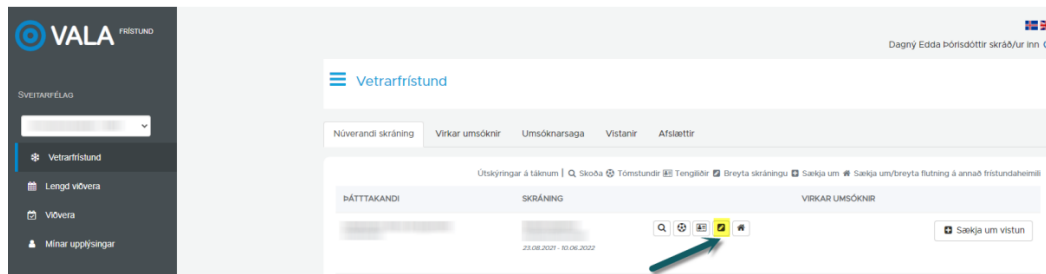 VALA FRÍSTUND
Dagný Edda Þórisdóttir skráð/ur inn
Vetrarfrístund
SVEITARFÉLAG
Núverandi skráning Virkar umsóknir Umsóknarsaga Vistanir Afslættir
Vetrarfrístund
Útskýringar á táknum | Skoða Tómstundir Tengiliðir Breyta skráningu Sækja um Sækja um/breyta flutning á annað frístundaheimili
Lengd viðvera
ÞÁTTTAKANDI SKRÁNING VIRKAR UMSÓKNIR
Viðvera
Sækja um vistun
Mínar upplýsingar
23.08.2021 - 10.06.2022